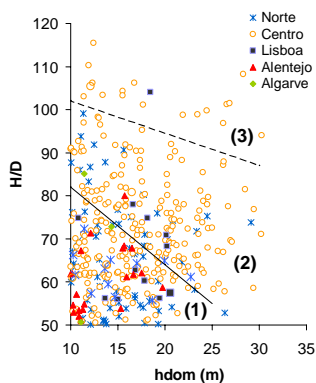 Norte
Centro
Lisboa
Alentejo
Algarve
120
110
100
90
80
70
60
50
H/D
(3)
(2)
(1)
10 15 20 25 30 35
hdom (m)